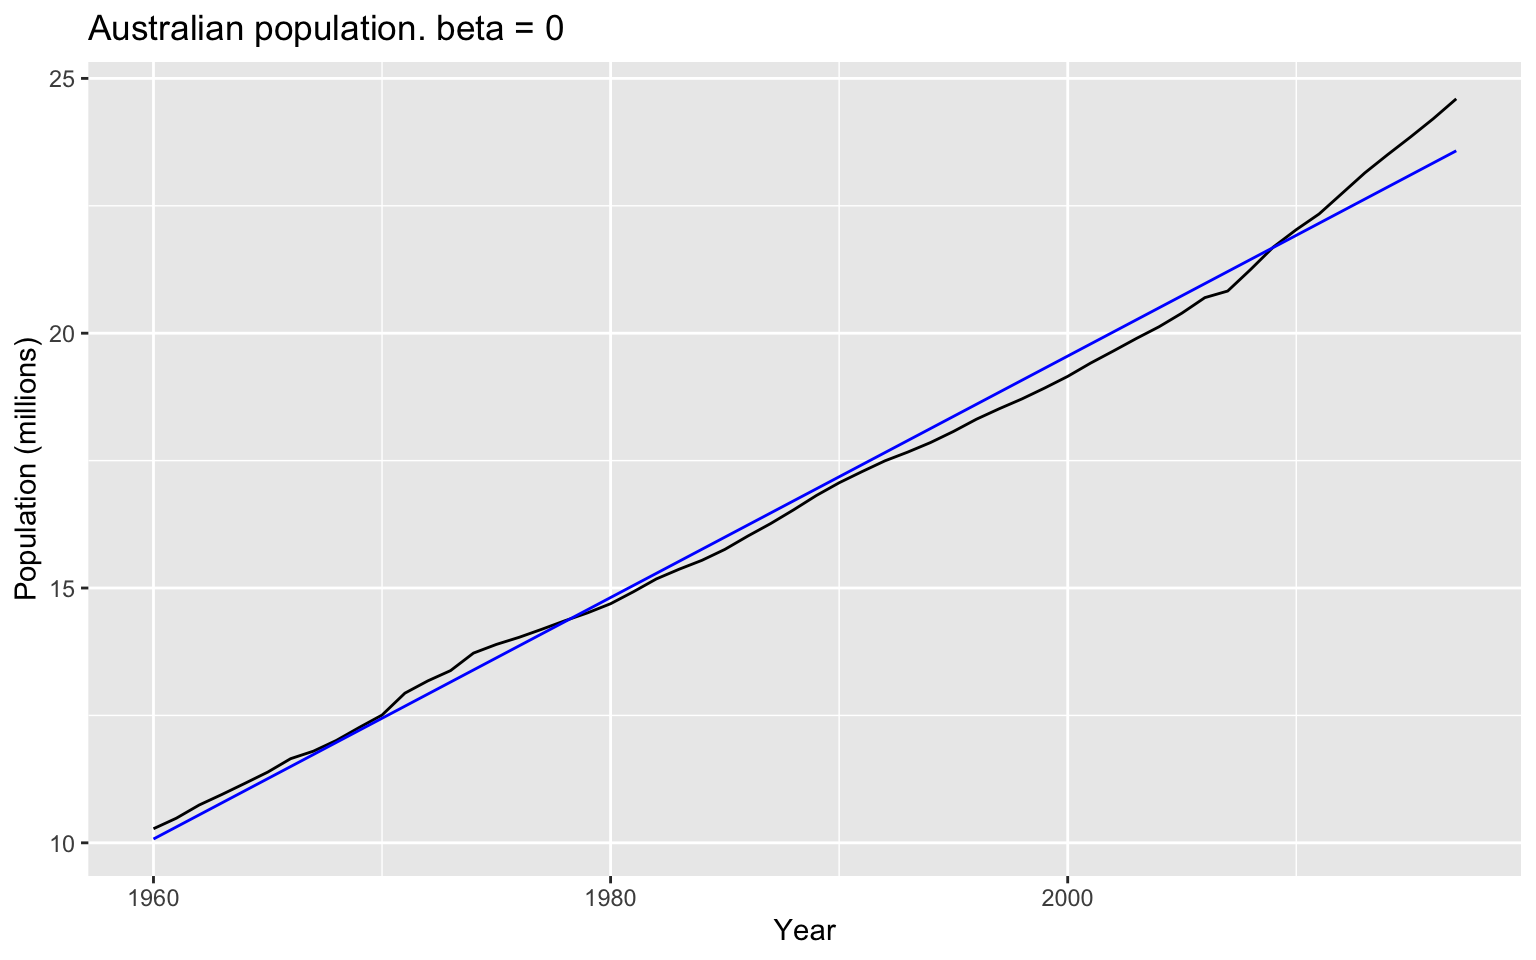 Australian population. beta = 0
Population (millions)
25
20
15
10
1960
1980
2000
Year